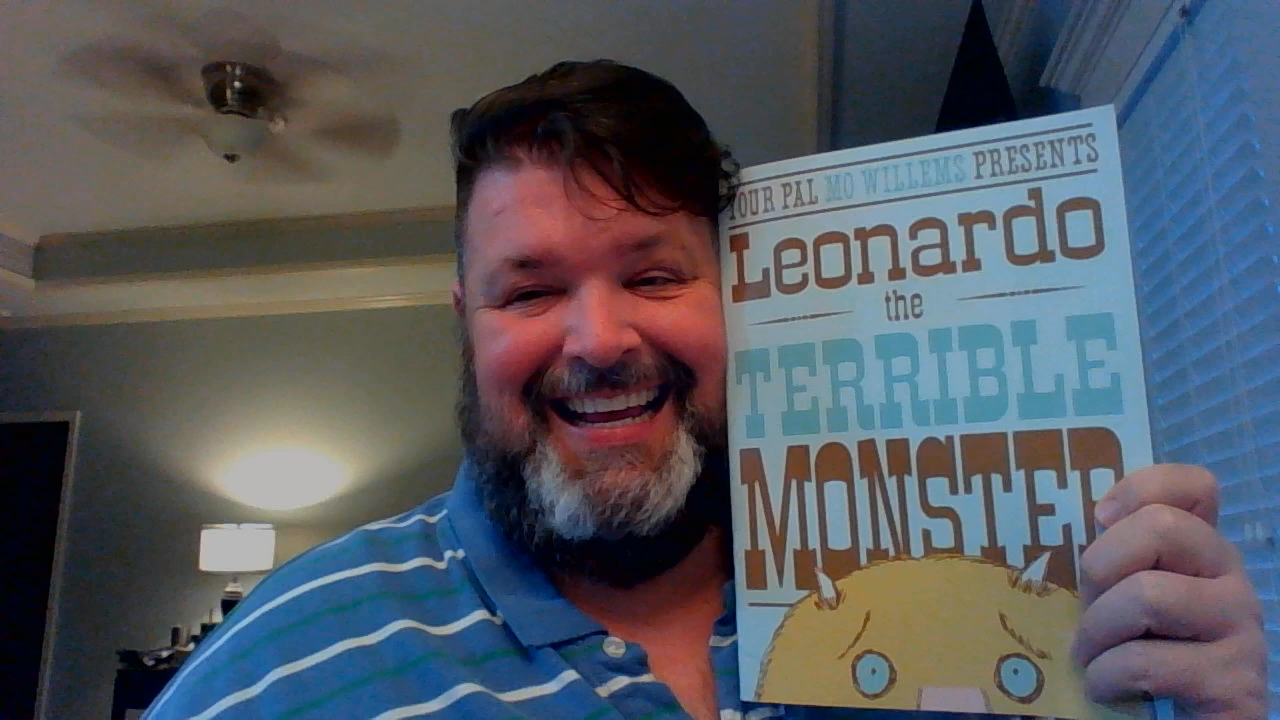 YOUR PAL MO WILLEMS PRESENTS
Leonardo
the
TERRIBLE
MONSTER